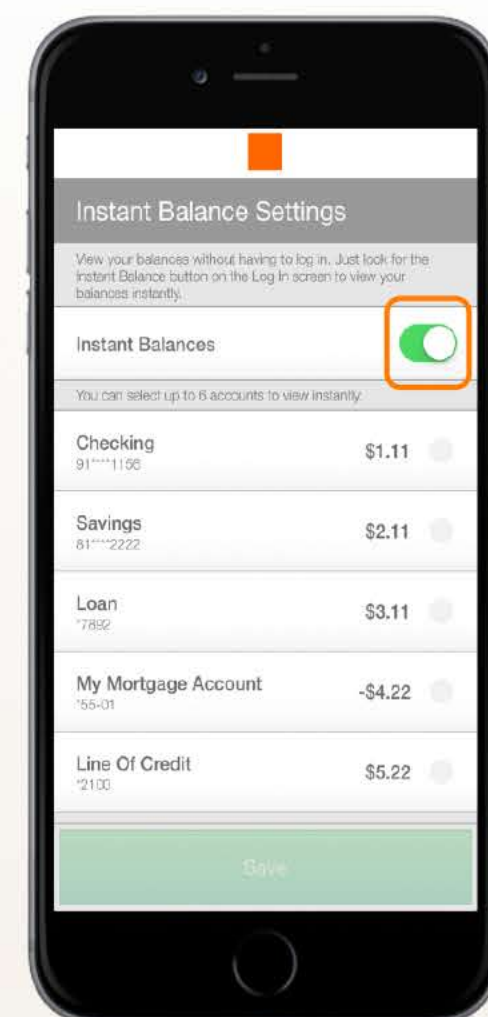 Instant Balance Settings
View your balances without having to log in. Just look for the
Instant Balance button on the Log In screen to view your
balances instantly.
Instant Balances
You can select up to 6 accounts to view instantly.
Checking
91****1156
$1.11
Savings
81****2222
$2.11
Loan
*7892
$3.11
My Mortgage Account
*55-01
-$4.22
Line Of Credit
*2100
$5.22
Save